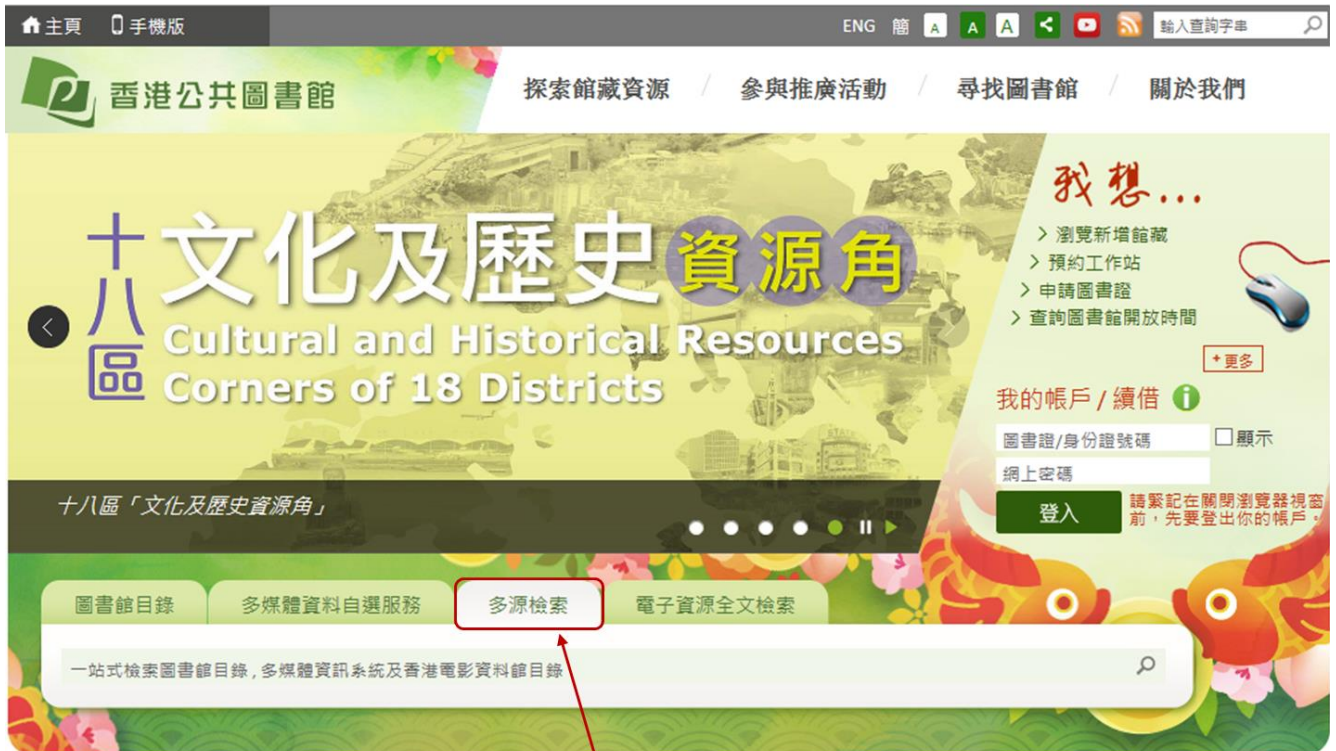 主頁 手機版 ENG 簡 A A A 輸入查詢字串
香港公共圖書館 探索館藏資源 / 參與推廣活動 / 尋找圖書館 / 關於我們
十八區 文化及歷史資源角
Cultural and Historical Resources
Corners of 18 Districts
十八區「文化及歷史資源角」
我想...
> 瀏覽新增館藏
> 預約工作站
> 申請圖書證
> 查詢圖書館開放時間
+更多
我的帳戶 / 續借
圖書證/身份證號碼 顯示
網上密碼
登入 請緊記在關閉瀏覽器視窗
前，先要登出你的帳戶。
圖書館目錄 多媒體資料自選服務 多源檢索 電子資源全文檢索
一站式檢索圖書館目錄 , 多媒體資訊系統及香港電影資料館目錄